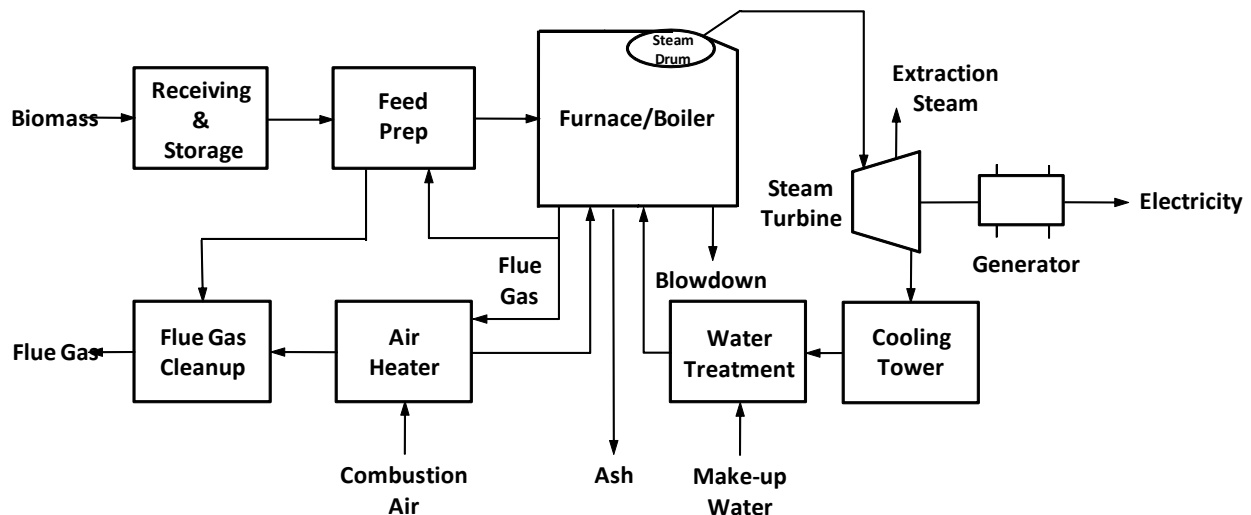 Steam
Drum
Extraction
Steam
Biomass
Receiving
&
Storage
Feed
Prep
Furnace/Boiler
Steam
Turbine
Electricity
Generator
Flue
Gas
Blowdown
Flue Gas
Flue Gas
Cleanup
Air
Heater
Water
Treatment
Cooling
Tower
Combustion
Air
Ash
Make-up
Water